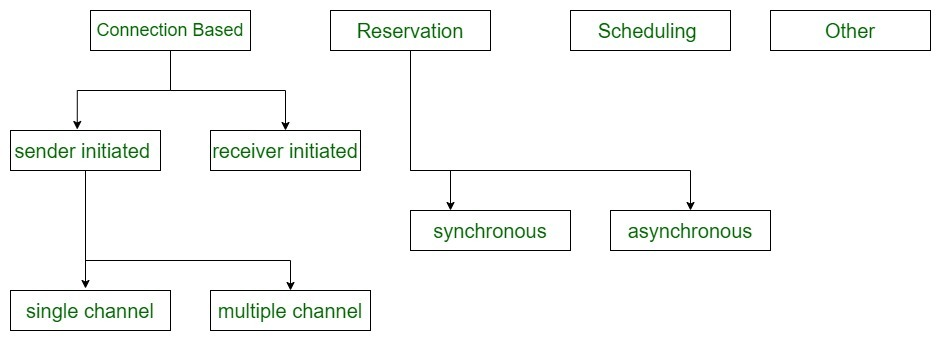 Connection Based
Reservation
Scheduling
Other
sender initiated
receiver initiated
synchronous
asynchronous
single channel
multiple channel